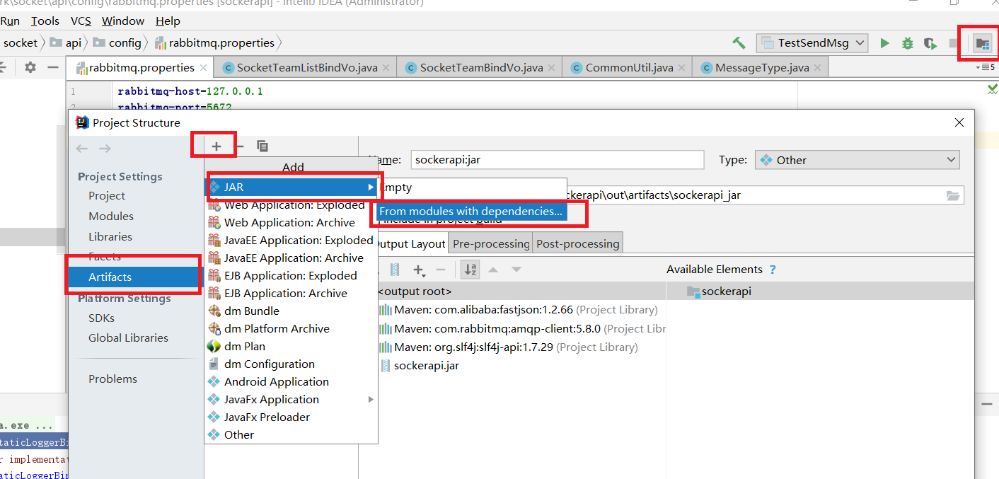 rk\socket\api\config\rabbitmq.properties [sockerapi] - IntelliJ IDEA (Administrator)
Run Tools VCS Window Help
socket api config rabbitmq.properties TestSendMsg
rabbitmq.properties SocketTeamListBindVo.java SocketTeamBindVo.java CommonUtil.java MessageType.java 5
1 rabbitmq-host=127.0.0.1
2 rabbitmq-port=5672
Project Structure
Name: sockerapi:jar Type: Other
Add
Project Settings
Project
Modules
Libraries
Facets
Artifacts
Platform Settings
SDKs
Global Libraries
Problems
JAR
Web Application: Exploded
Web Application: Archive
JavaEE Application: Exploded
JavaEE Application: Archive
EJB Application: Exploded
EJB Application: Archive
dm Bundle
dm Platform Archive
dm Plan
dm Configuration
Android Application
JavaFx Application
JavaFx Preloader
Other
Empty
From modules with dependencies...
ckerapi\out\artifacts\sockerapi_jar
Include in project build
Output Layout Pre-processing Post-processing
Available Elements ?
<output root>
sockerapi
Maven: com.alibaba:fastjson:1.2.66 (Project Library)
Maven: com.rabbitmq:amqp-client:5.8.0 (Project Libr
Maven: org.slf4j:slf4j-api:1.7.29 (Project Library)
sockerapi.jar
a.exe ...
taticLoggerBi
r implementat
aticLoggerBin